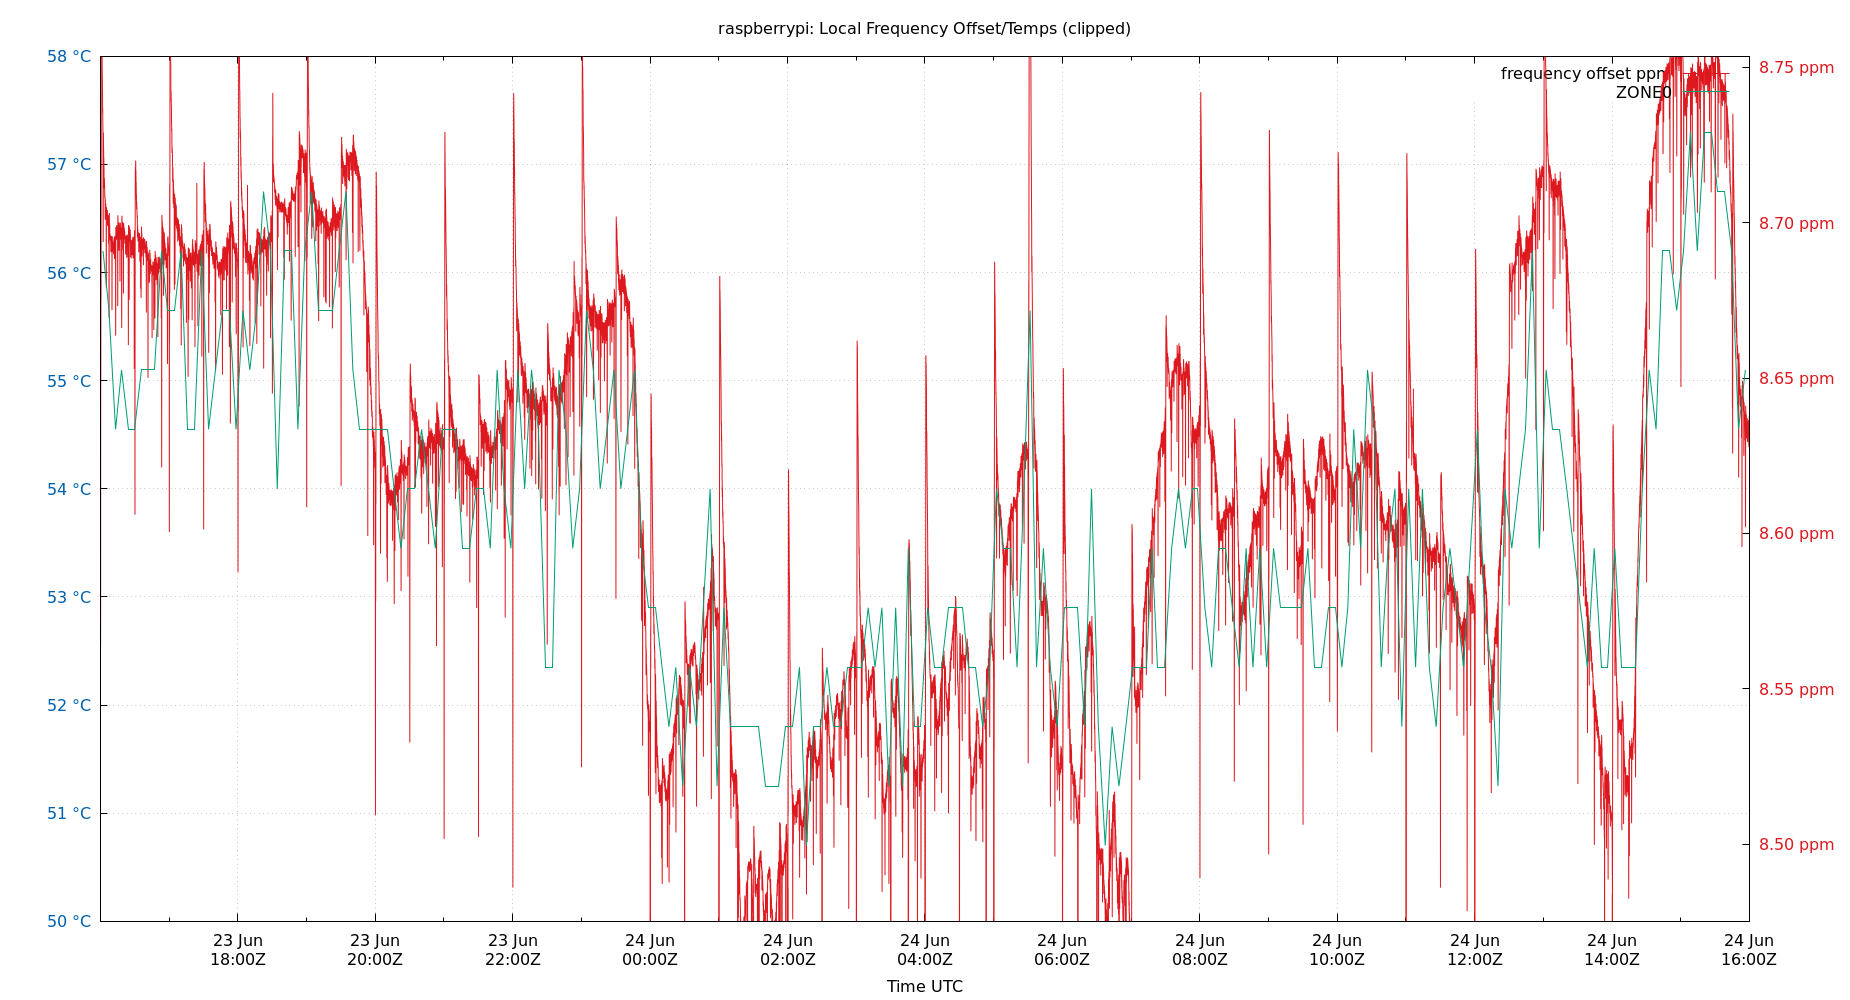 raspberrypi: Local Frequency Offset/Temps (clipped)
58 °C
57 °C
56 °C
55 °C
54 °C
53 °C
52 °C
51 °C
50 °C
frequency offset ppm
ZONE0
8.75 ppm
8.70 ppm
8.65 ppm
8.60 ppm
8.55 ppm
8.50 ppm
23 Jun 23 Jun 23 Jun 24 Jun 24 Jun 24 Jun 24 Jun 24 Jun 24 Jun 24 Jun 24 Jun 24 Jun
18:00Z 20:00Z 22:00Z 00:00Z 02:00Z 04:00Z 06:00Z 08:00Z 10:00Z 12:00Z 14:00Z 16:00Z
Time UTC